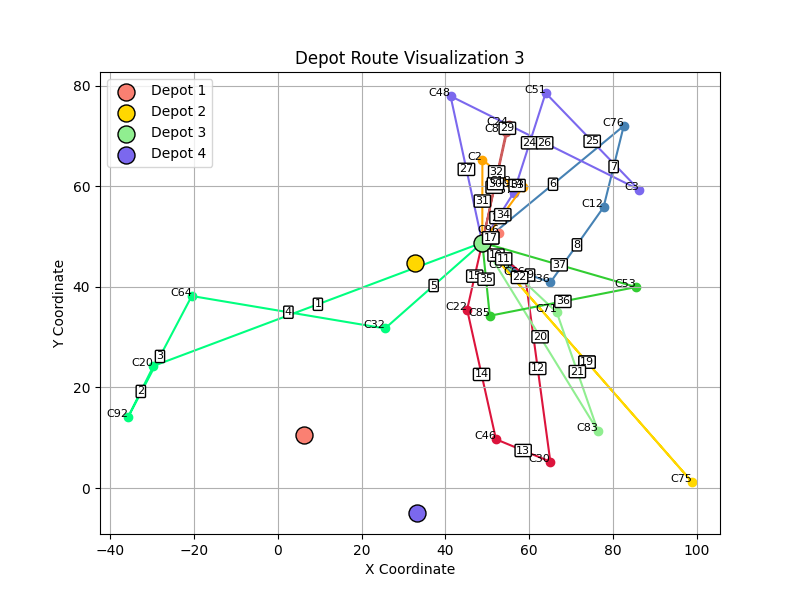 Depot Route Visualization 3
Depot 1
Depot 2
Depot 3
Depot 4
Y Coordinate
X Coordinate
80
60
40
20
0
−40
−20
0
20
40
60
80
100
C48
C51
C76
C24
C2
C3
C12
C64
C32
C20
C92
C22
C85
C46
C30
C71
C53
C83
C75
C96
1
2
3
4
5
6
7
8
11
12
13
14
17
19
20
21
22
24
25
26
27
29
31
32
34
35
36
37